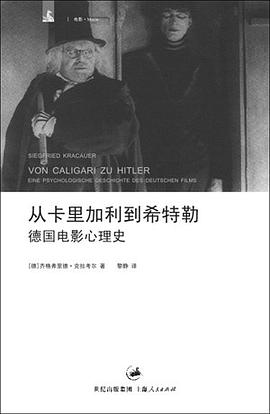 电影·Movie
SIEGFRIED KRACAUER
VON CALIGARI ZU HITLER
EINE PSYCHOLOGISCHE GESCHICHTE DES DEUTSCHEN FILMS
从卡里加利到希特勒
德国电影心理史
[德]齐格弗里德·克拉考尔 著 黎静 译
世纪出版集团 上海人民出版社